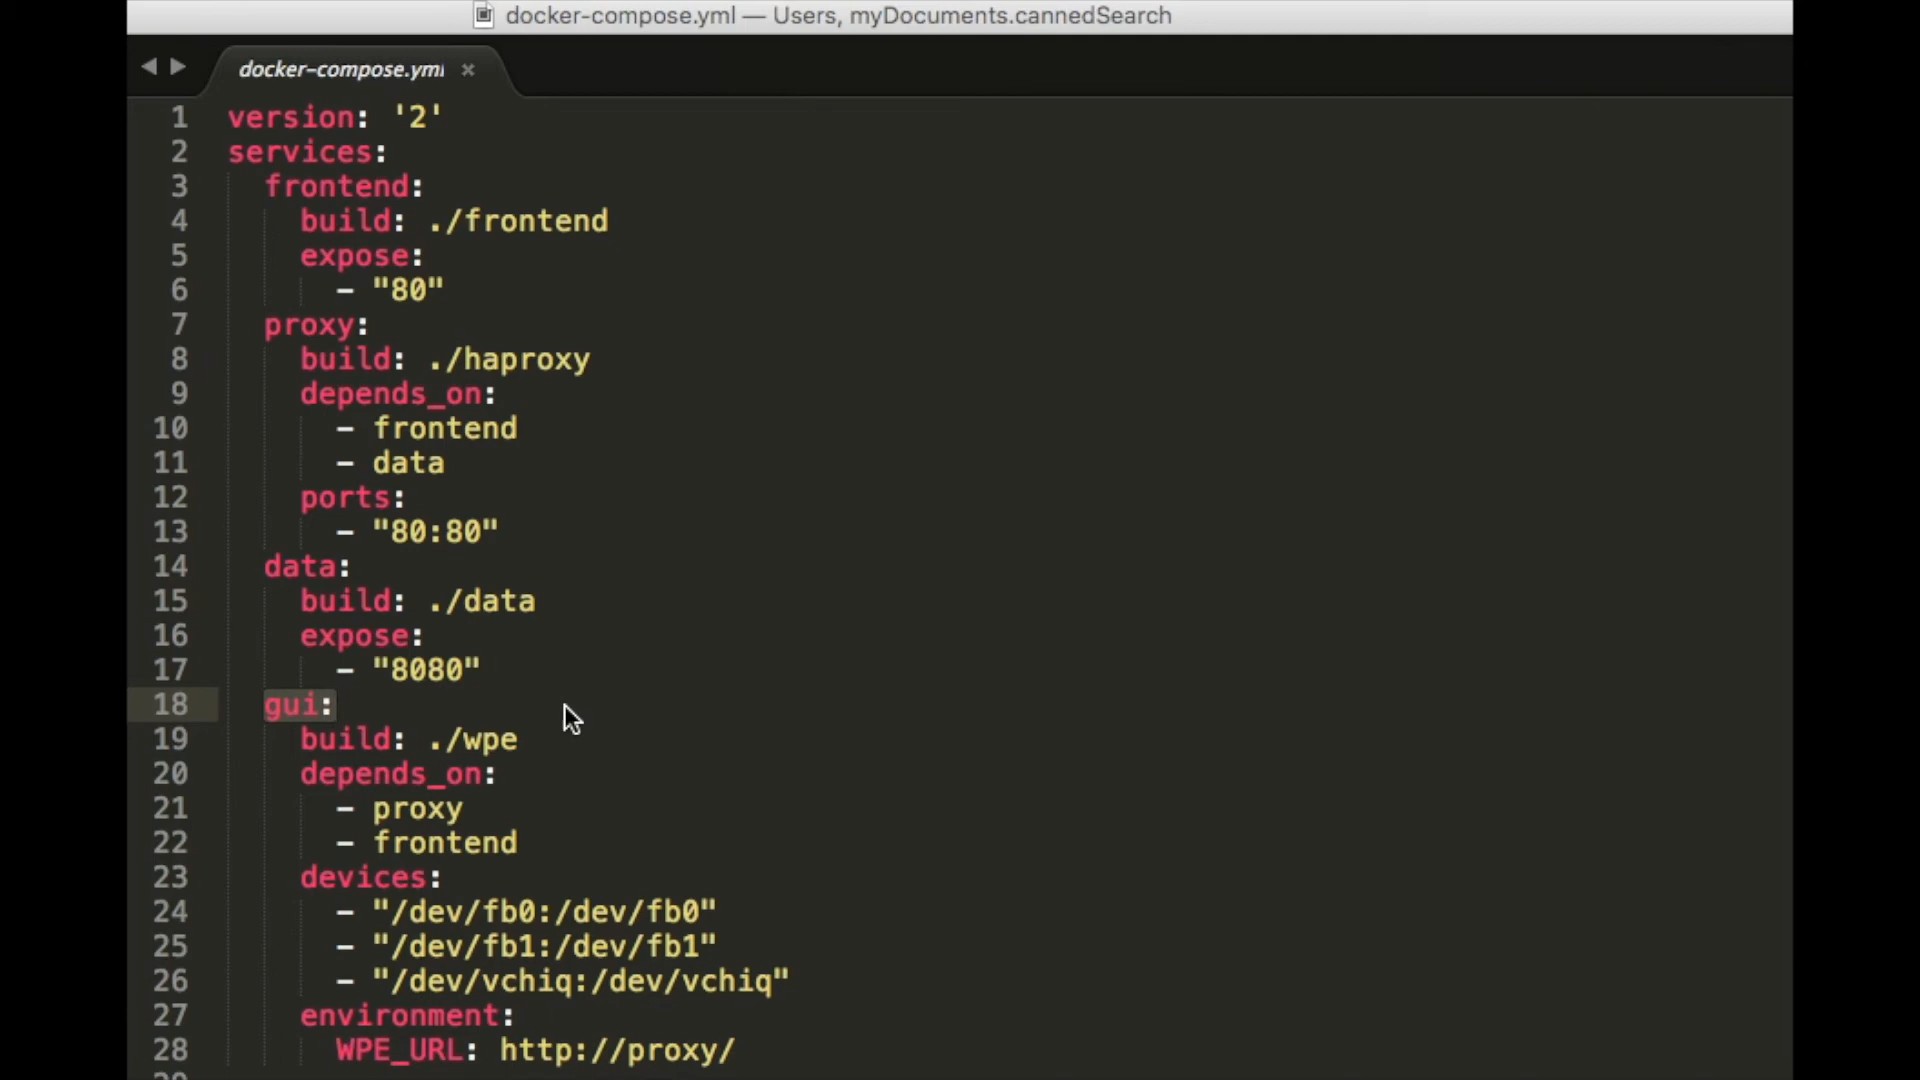 docker-compose.yml — Users, myDocuments.cannedSearch
docker-compose.yml ×
1 version: '2'
2 services:
3 frontend:
4 build: ./frontend
5 expose:
6 - "80"
7 proxy:
8 build: ./haproxy
9 depends_on:
10 - frontend
11 - data
12 ports:
13 - "80:80"
14 data:
15 build: ./data
16 expose:
17 - "8080"
18 gui:
19 build: ./wpe
20 depends_on:
21 - proxy
22 - frontend
23 devices:
24 - "/dev/fb0:/dev/fb0"
25 - "/dev/fb1:/dev/fb1"
26 - "/dev/vchiq:/dev/vchiq"
27 environment:
28 WPE_URL: http://proxy/